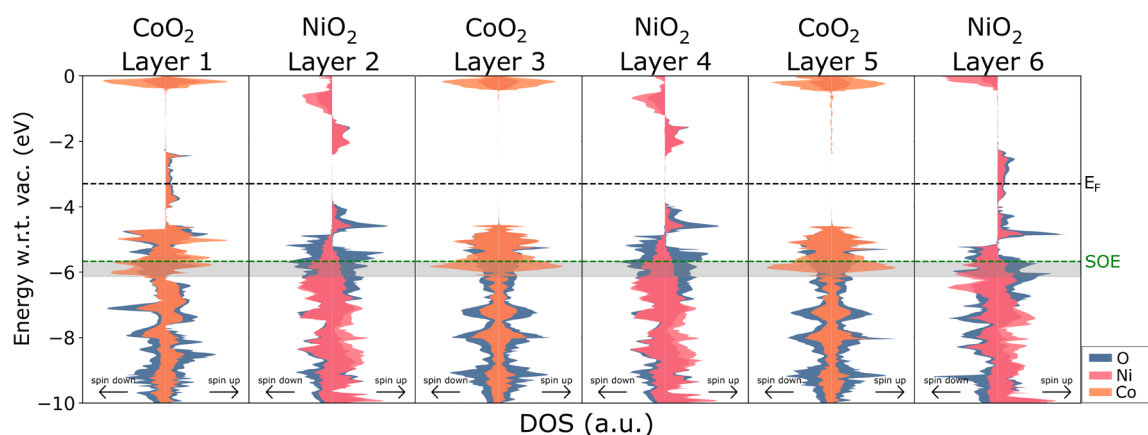 CoO₂ NiO₂ CoO₂ NiO₂ CoO₂ NiO₂
Layer 1 Layer 2 Layer 3 Layer 4 Layer 5 Layer 6
Energy w.r.t. vac. (eV)
0
−2
−4
−6
−8
−10
E_F
SOE
spin down spin up spin down spin up spin down spin up spin down spin up spin down spin up spin down spin up
O
Ni
Co
DOS (a.u.)